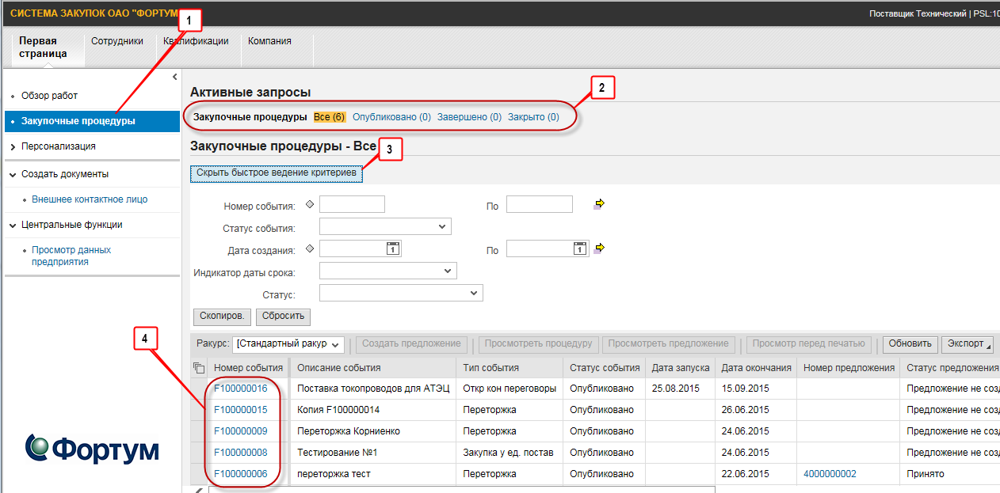 СИСТЕМА ЗАКУПОК ОАО "ФОРТУМ
Поставщик Технический | PSL:10
1
Первая страница
Сотрудники
Квалификации
Компания
Обзор работ
Закупочные процедуры
Персонализация
Создать документы
Внешнее контактное лицо
Центральные функции
Просмотр данных
предприятия
Фортум
Активные запросы
2
Закупочные процедуры Все (6) Опубликовано (0) Завершено (0) Закрыто (0)
Закупочные процедуры - Все
3
Скрыть быстрое ведение критериев
Номер события: По
Статус события:
Дата создания: 1 По 1
Индикатор даты срока:
Статус:
Скопиров. Сбросить
4
Ракурс: [Стандартный ракур Создать предложение Просмотреть процедуру Просмотреть предложение Просмотр перед печатью Обновить Экспорт
Номер события Описание события Тип события Статус события Дата запуска Дата окончания Номер предложения Статус предложения
F100000016 Поставка токопроводов для АТЭЦ Откр кон переговоры Опубликовано 25.08.2015 15.09.2015 Предложение не созд
F100000015 Копия F100000014 Переторжка Опубликовано 26.06.2015 Предложение не созд
F100000009 Переторжка Корниенко Переторжка Опубликовано 24.06.2015 Предложение не созд
F100000008 Тестирование №1 Закупка у ед. постав Опубликовано 24.06.2015 Предложение не созд
F100000006 переторжка тест Переторжка Опубликовано 22.06.2015 4000000002 Принято